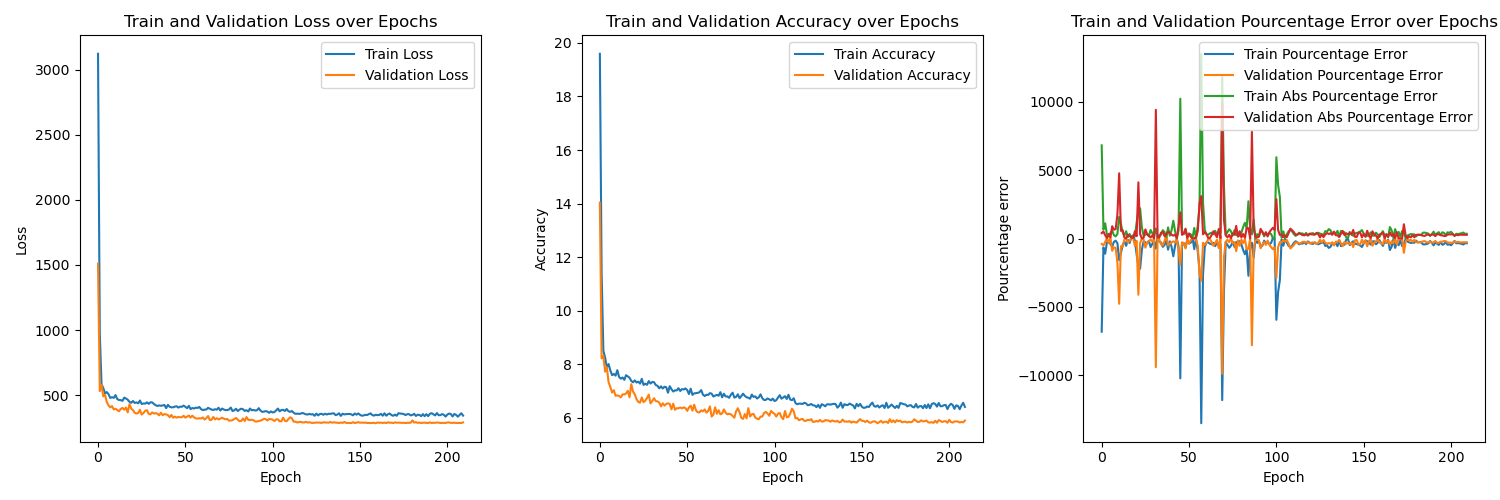 Train and Validation Loss over Epochs
Loss
3000
2500
2000
1500
1000
500
0
50
100
150
200
Epoch
Train Loss
Validation Loss
Train and Validation Accuracy over Epochs
Accuracy
20
18
16
14
12
10
8
6
0
50
100
150
200
Epoch
Train Accuracy
Validation Accuracy
Train and Validation Pourcentage Error over Epochs
Pourcentage error
10000
5000
0
−5000
−10000
0
50
100
150
200
Epoch
Train Pourcentage Error
Validation Pourcentage Error
Train Abs Pourcentage Error
Validation Abs Pourcentage Error